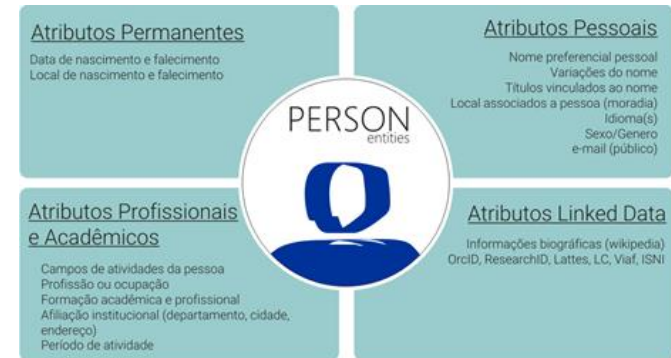 Atributos Permanentes
Data de nascimento e falecimento
Local de nascimento e falecimento
Atributos Pessoais
Nome preferencial pessoal
Variações do nome
Títulos vinculados ao nome
Local associados a pessoa (moradia)
Idioma(s)
Sexo/Genero
e-mail (público)
PERSON
entities
Atributos Profissionais
e Acadêmicos
Campos de atividades da pessoa
Profissão ou ocupação
Formação acadêmica e profissional
Afiliação institucional (departamento, cidade,
endereço)
Período de atividade
Atributos Linked Data
Informações biográficas (wikipedia)
OrcID, ResearchID, Lattes, LC, Viaf, ISNI